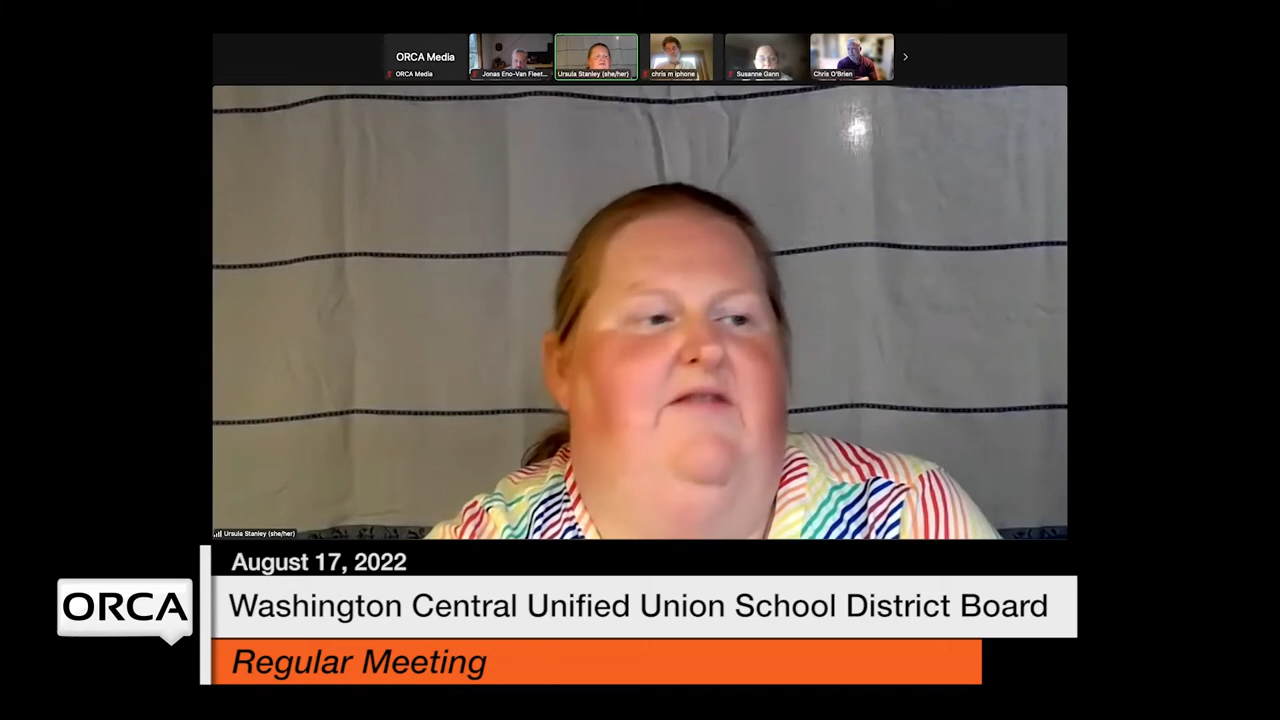 ORCA Media
ORCA Media
Jonas Eno-Van Fleet...
Ursula Stanley (she/her)
chris m iphone
Susanne Gann
Chris O'Brien
Ursula Stanley (she/her)
August 17, 2022
ORCA
Washington Central Unified Union School District Board
Regular Meeting